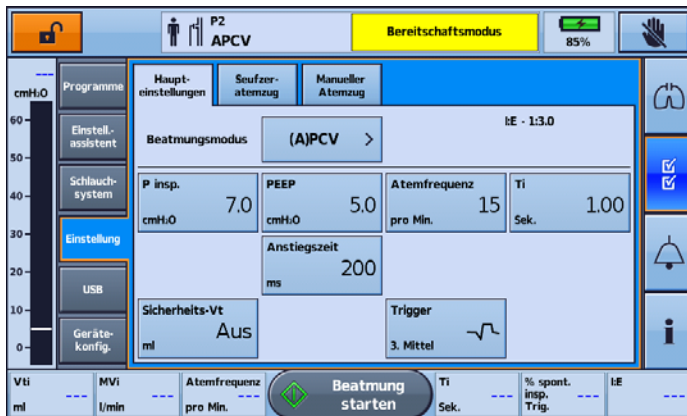 P2
APCV
Bereitschaftsmodus
85%
---
cmH₂O
60
50
40
30
20
10
0
Programme
Einstell.-
assistent
Schlauch-
system
Einstellung
USB
Geräte-
konfig.
Haupt-
einstellungen
Seufzer-
atemzug
Manueller
Atemzug
I:E - 1:3.0
Beatmungsmodus
(A)PCV >
P insp.
7.0
cmH₂O
PEEP
5.0
cmH₂O
Atemfrequenz
15
pro Min.
Ti
1.00
Sek.
Anstiegszeit
200
ms
Sicherheits-Vt
Aus
ml
Trigger
3. Mittel
Vti
---
ml
MVi
---
l/min
Atemfrequenz
---
pro Min.
Beatmung
starten
Ti
---
Sek.
% spont.
insp.
Trig.
---
I:E
---